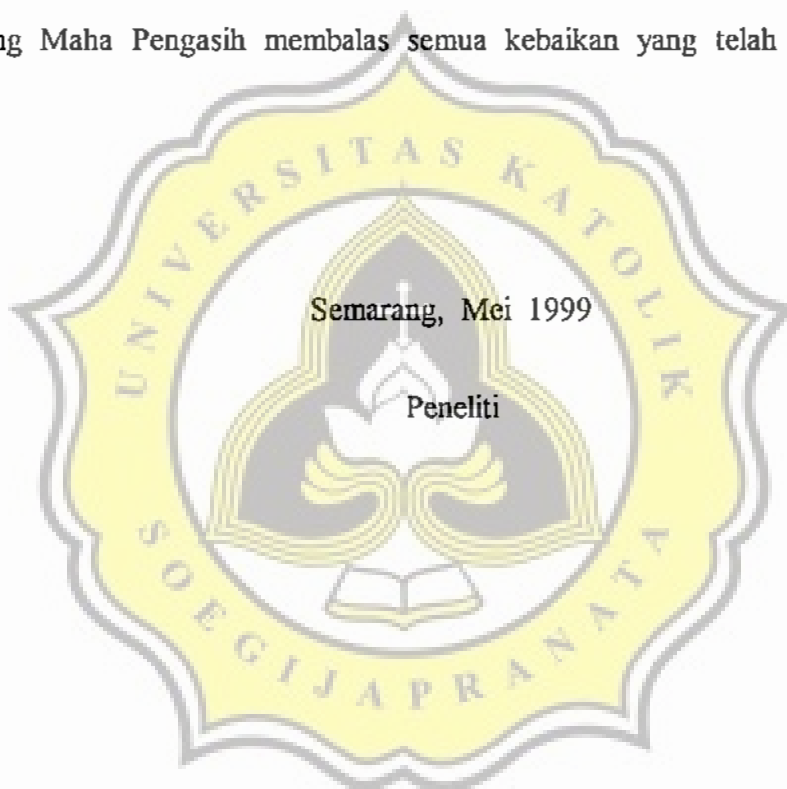 ng Maha Pengasih membalas semua kebaikan yang telah
UNIVERSITAS KATOLIK
Semarang, Mei 1999
Peneliti
SOEGIJAPRANATA